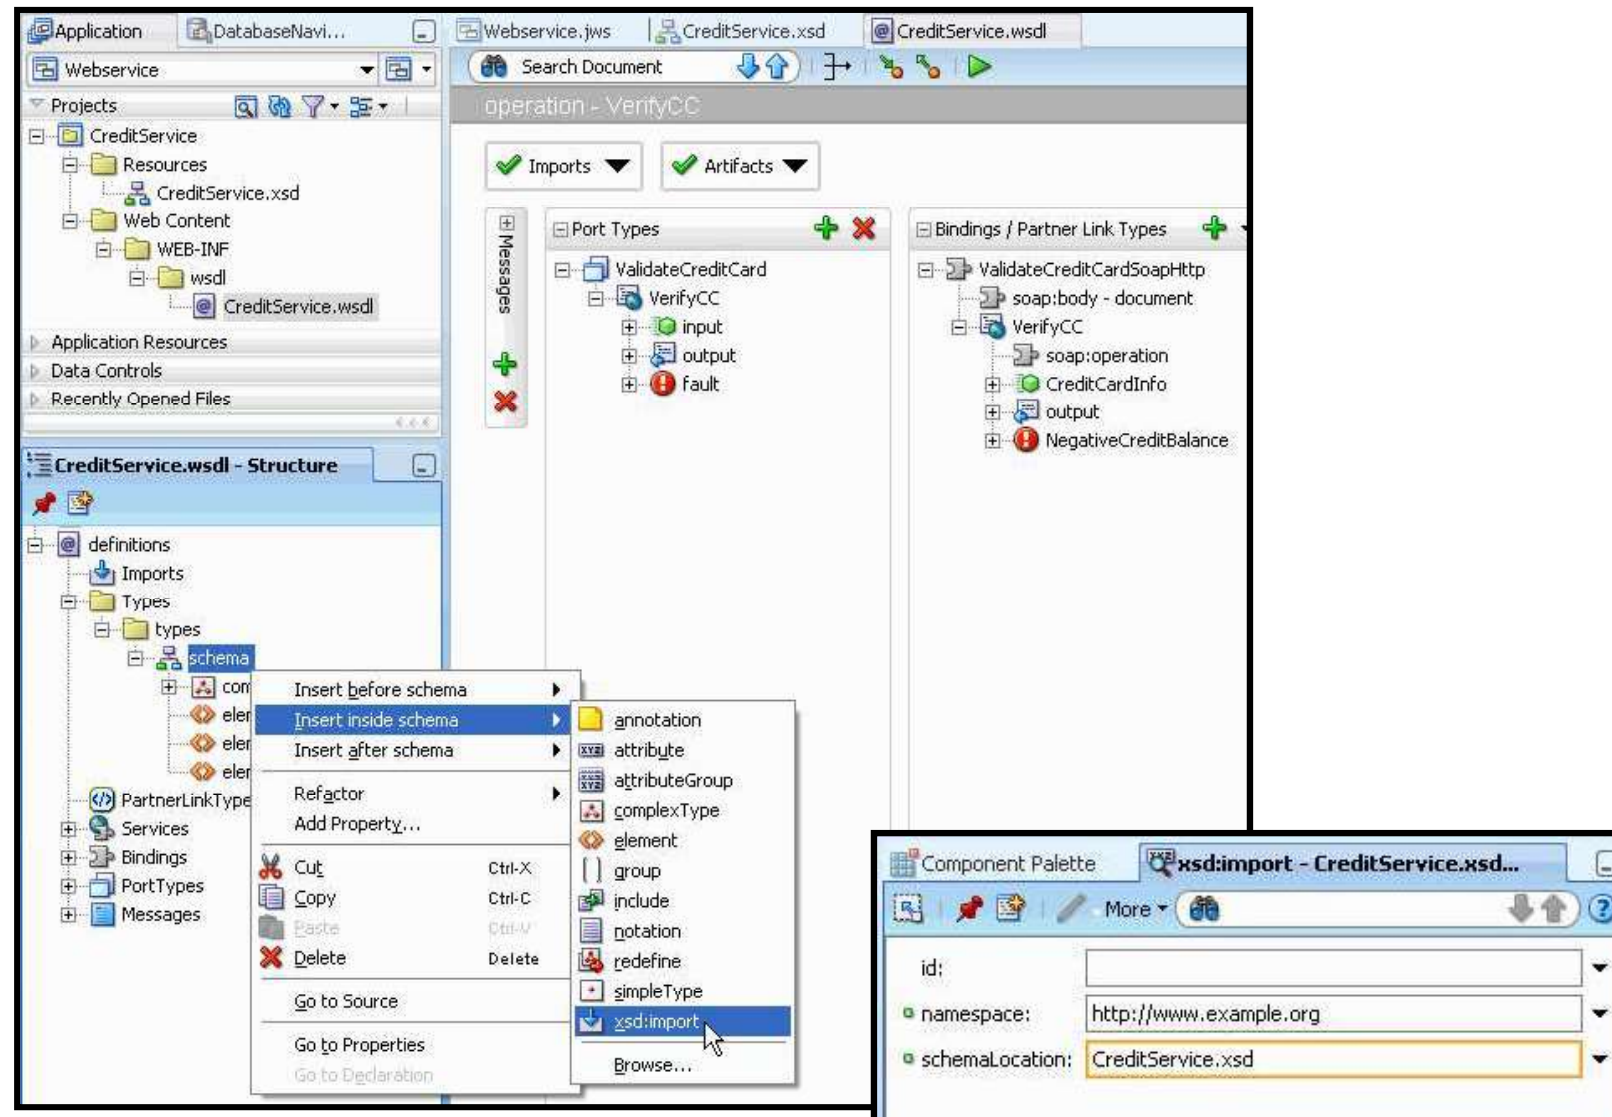 Application
DatabaseNavi...
Webservice
Projects
CreditService
Resources
CreditService.xsd
Web Content
WEB-INF
wsdl
CreditService.wsdl
Application Resources
Data Controls
Recently Opened Files
Webservice.jws
CreditService.xsd
CreditService.wsdl
Search Document
operation - VerifyCC
Imports
Artifacts
Messages
Port Types
ValidateCreditCard
VerifyCC
input
output
fault
Bindings / Partner Link Types
ValidateCreditCardSoapHttp
soap:body - document
VerifyCC
soap:operation
CreditCardInfo
output
NegativeCreditBalance
CreditService.wsdl - Structure
definitions
Imports
Types
types
schema
com
elem
elem
elem
PartnerLinkType
Services
Bindings
PortTypes
Messages
Insert before schema
Insert inside schema
Insert after schema
Refactor
Add Property...
Cut Ctrl-X
Copy Ctrl-C
Paste Ctrl-V
Delete Delete
Go to Source
Go to Properties
Go to Declaration
annotation
attribute
attributeGroup
complexType
element
group
include
notation
redefine
simpleType
xsd:import
Browse...
Component Palette
xsd:import - CreditService.xsd...
More
id:
namespace: http://www.example.org
schemaLocation: CreditService.xsd